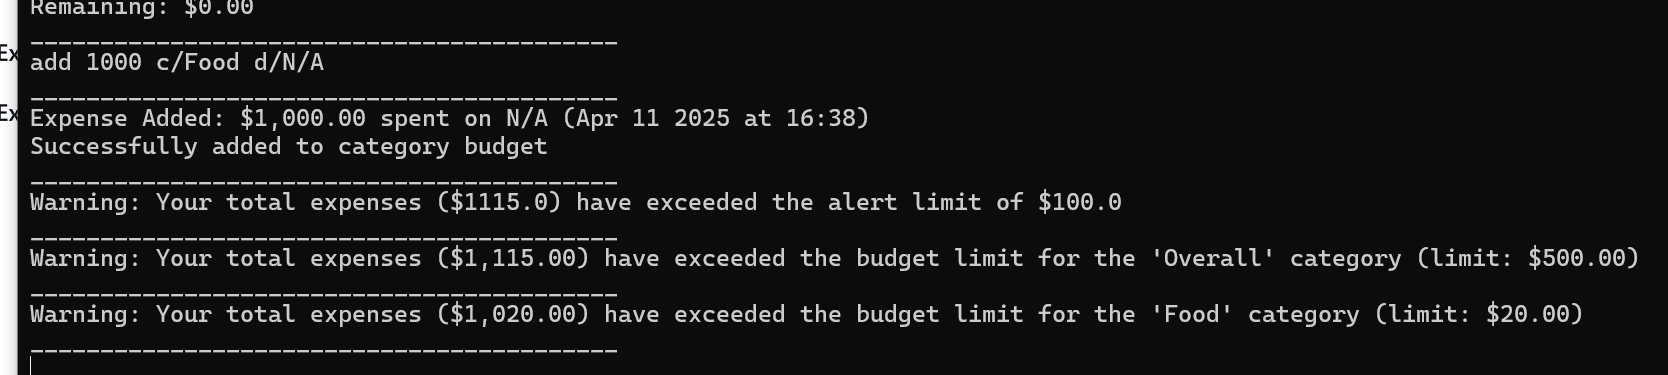 Remaining: $0.00
__________________________________________
Ex
add 1000 c/Food d/N/A
__________________________________________
Ex
Expense Added: $1,000.00 spent on N/A (Apr 11 2025 at 16:38)
Successfully added to category budget
__________________________________________
Warning: Your total expenses ($1115.0) have exceeded the alert limit of $100.0
__________________________________________
Warning: Your total expenses ($1,115.00) have exceeded the budget limit for the 'Overall' category (limit: $500.00)
__________________________________________
Warning: Your total expenses ($1,020.00) have exceeded the budget limit for the 'Food' category (limit: $20.00)
__________________________________________